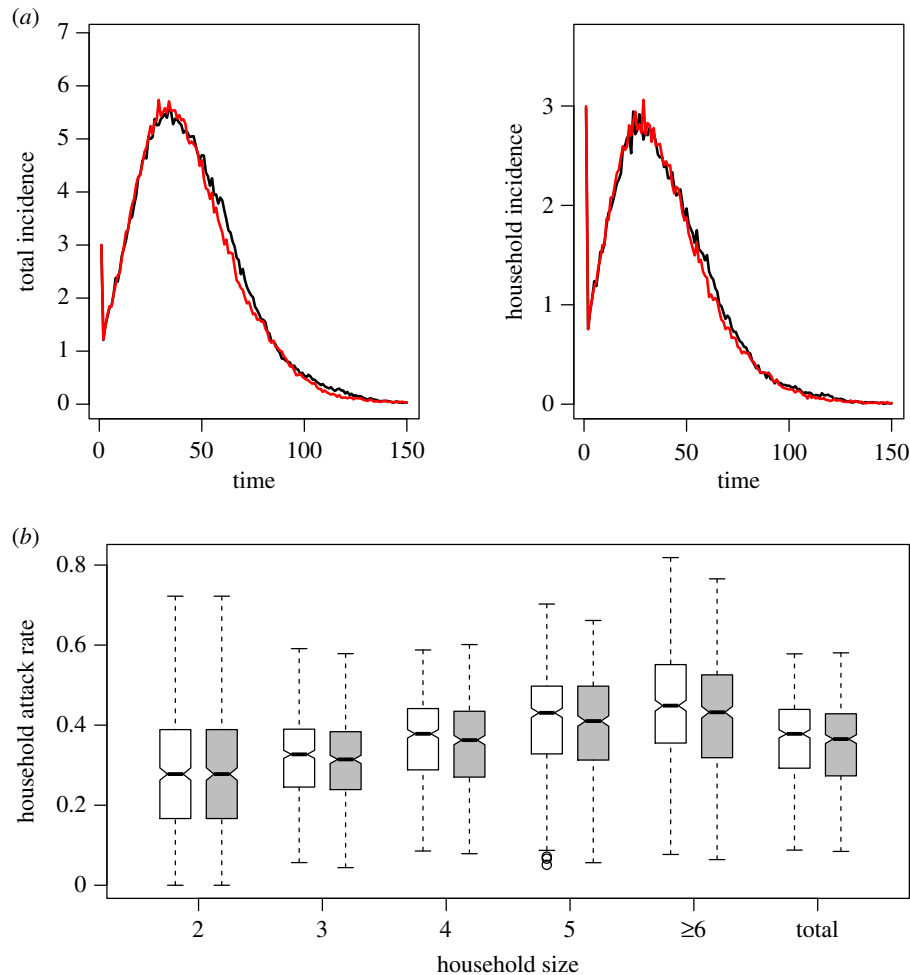 (a)
7
6
5
4
3
2
1
0
total incidence
0 50 100 150
time
3
2
1
0
household incidence
0 50 100 150
time
(b)
0.8
0.6
0.4
0.2
0
household attack rate
2 3 4 5 ≥6 total
household size